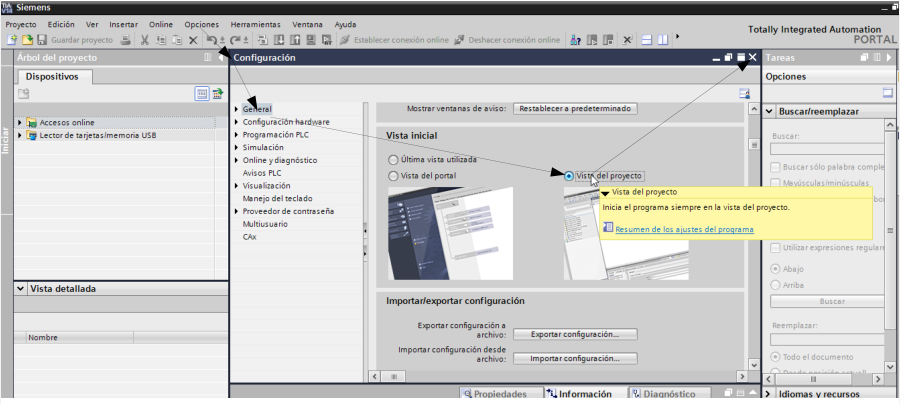 TIA V18 Siemens
Proyecto Edición Ver Insertar Online Opciones Herramientas Ventana Ayuda
Guardar proyecto Establecer conexión online Deshacer conexión online
Totally Integrated Automation
PORTAL
Iniciar
Árbol del proyecto
Dispositivos
Accesos online
Lector de tarjetas/memoria USB
Vista detallada
Nombre
Configuración
General
Configuración hardware
Programación PLC
Simulación
Online y diagnóstico
Avisos PLC
Visualización
Manejo del teclado
Proveedor de contraseña
Multiusuario
CAx
Mostrar ventanas de aviso: Restablecer a predeterminado
Vista inicial
Última vista utilizada
Vista del portal
Vista del proyecto
Vista del proyecto
Inicia el programa siempre en la vista del proyecto.
Resumen de los ajustes del programa
Importar/exportar configuración
Exportar configuración a
archivo: Exportar configuración...
Importar configuración desde
archivo: Importar configuración...
Propiedades Información Diagnóstico
Tareas
Opciones
Buscar/reemplazar
Buscar:
Buscar sólo palabra comple
Mayúsculas/minúsculas
Utilizar expresiones regulare
Abajo
Arriba
Buscar
Reemplazar:
Todo el documento
Idiomas y recursos